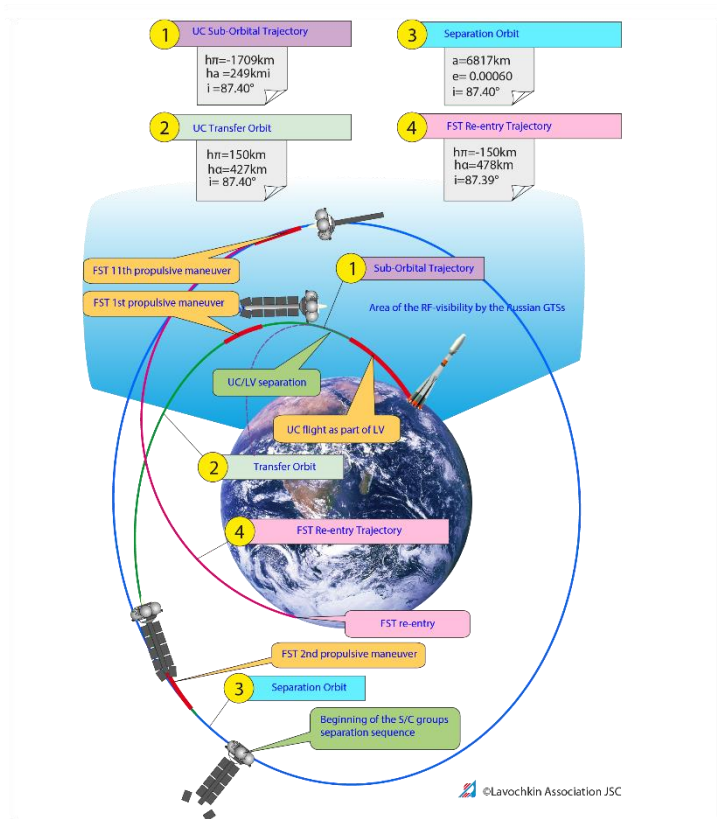 1
UC Sub-Orbital Trajectory
hπ=-1709km
ha =249kmi
i =87.40°
3
Separation Orbit
a=6817km
e= 0.00060
i= 87.40°
2
UC Transfer Orbit
hπ=150km
hα=427km
i= 87.40°
4
FST Re-entry Trajectory
hπ=-150km
hα=478km
i=87.39°
FST 11th propulsive maneuver
1
Sub-Orbital Trajectory
FST 1st propulsive maneuver
Area of the RF-visibility by the Russian GTSs
UC/LV separation
UC flight as part of LV
2
Transfer Orbit
4
FST Re-entry Trajectory
FST re-entry
FST 2nd propulsive maneuver
3
Separation Orbit
Beginning of the S/C groups
separation sequence
©Lavochkin Association JSC